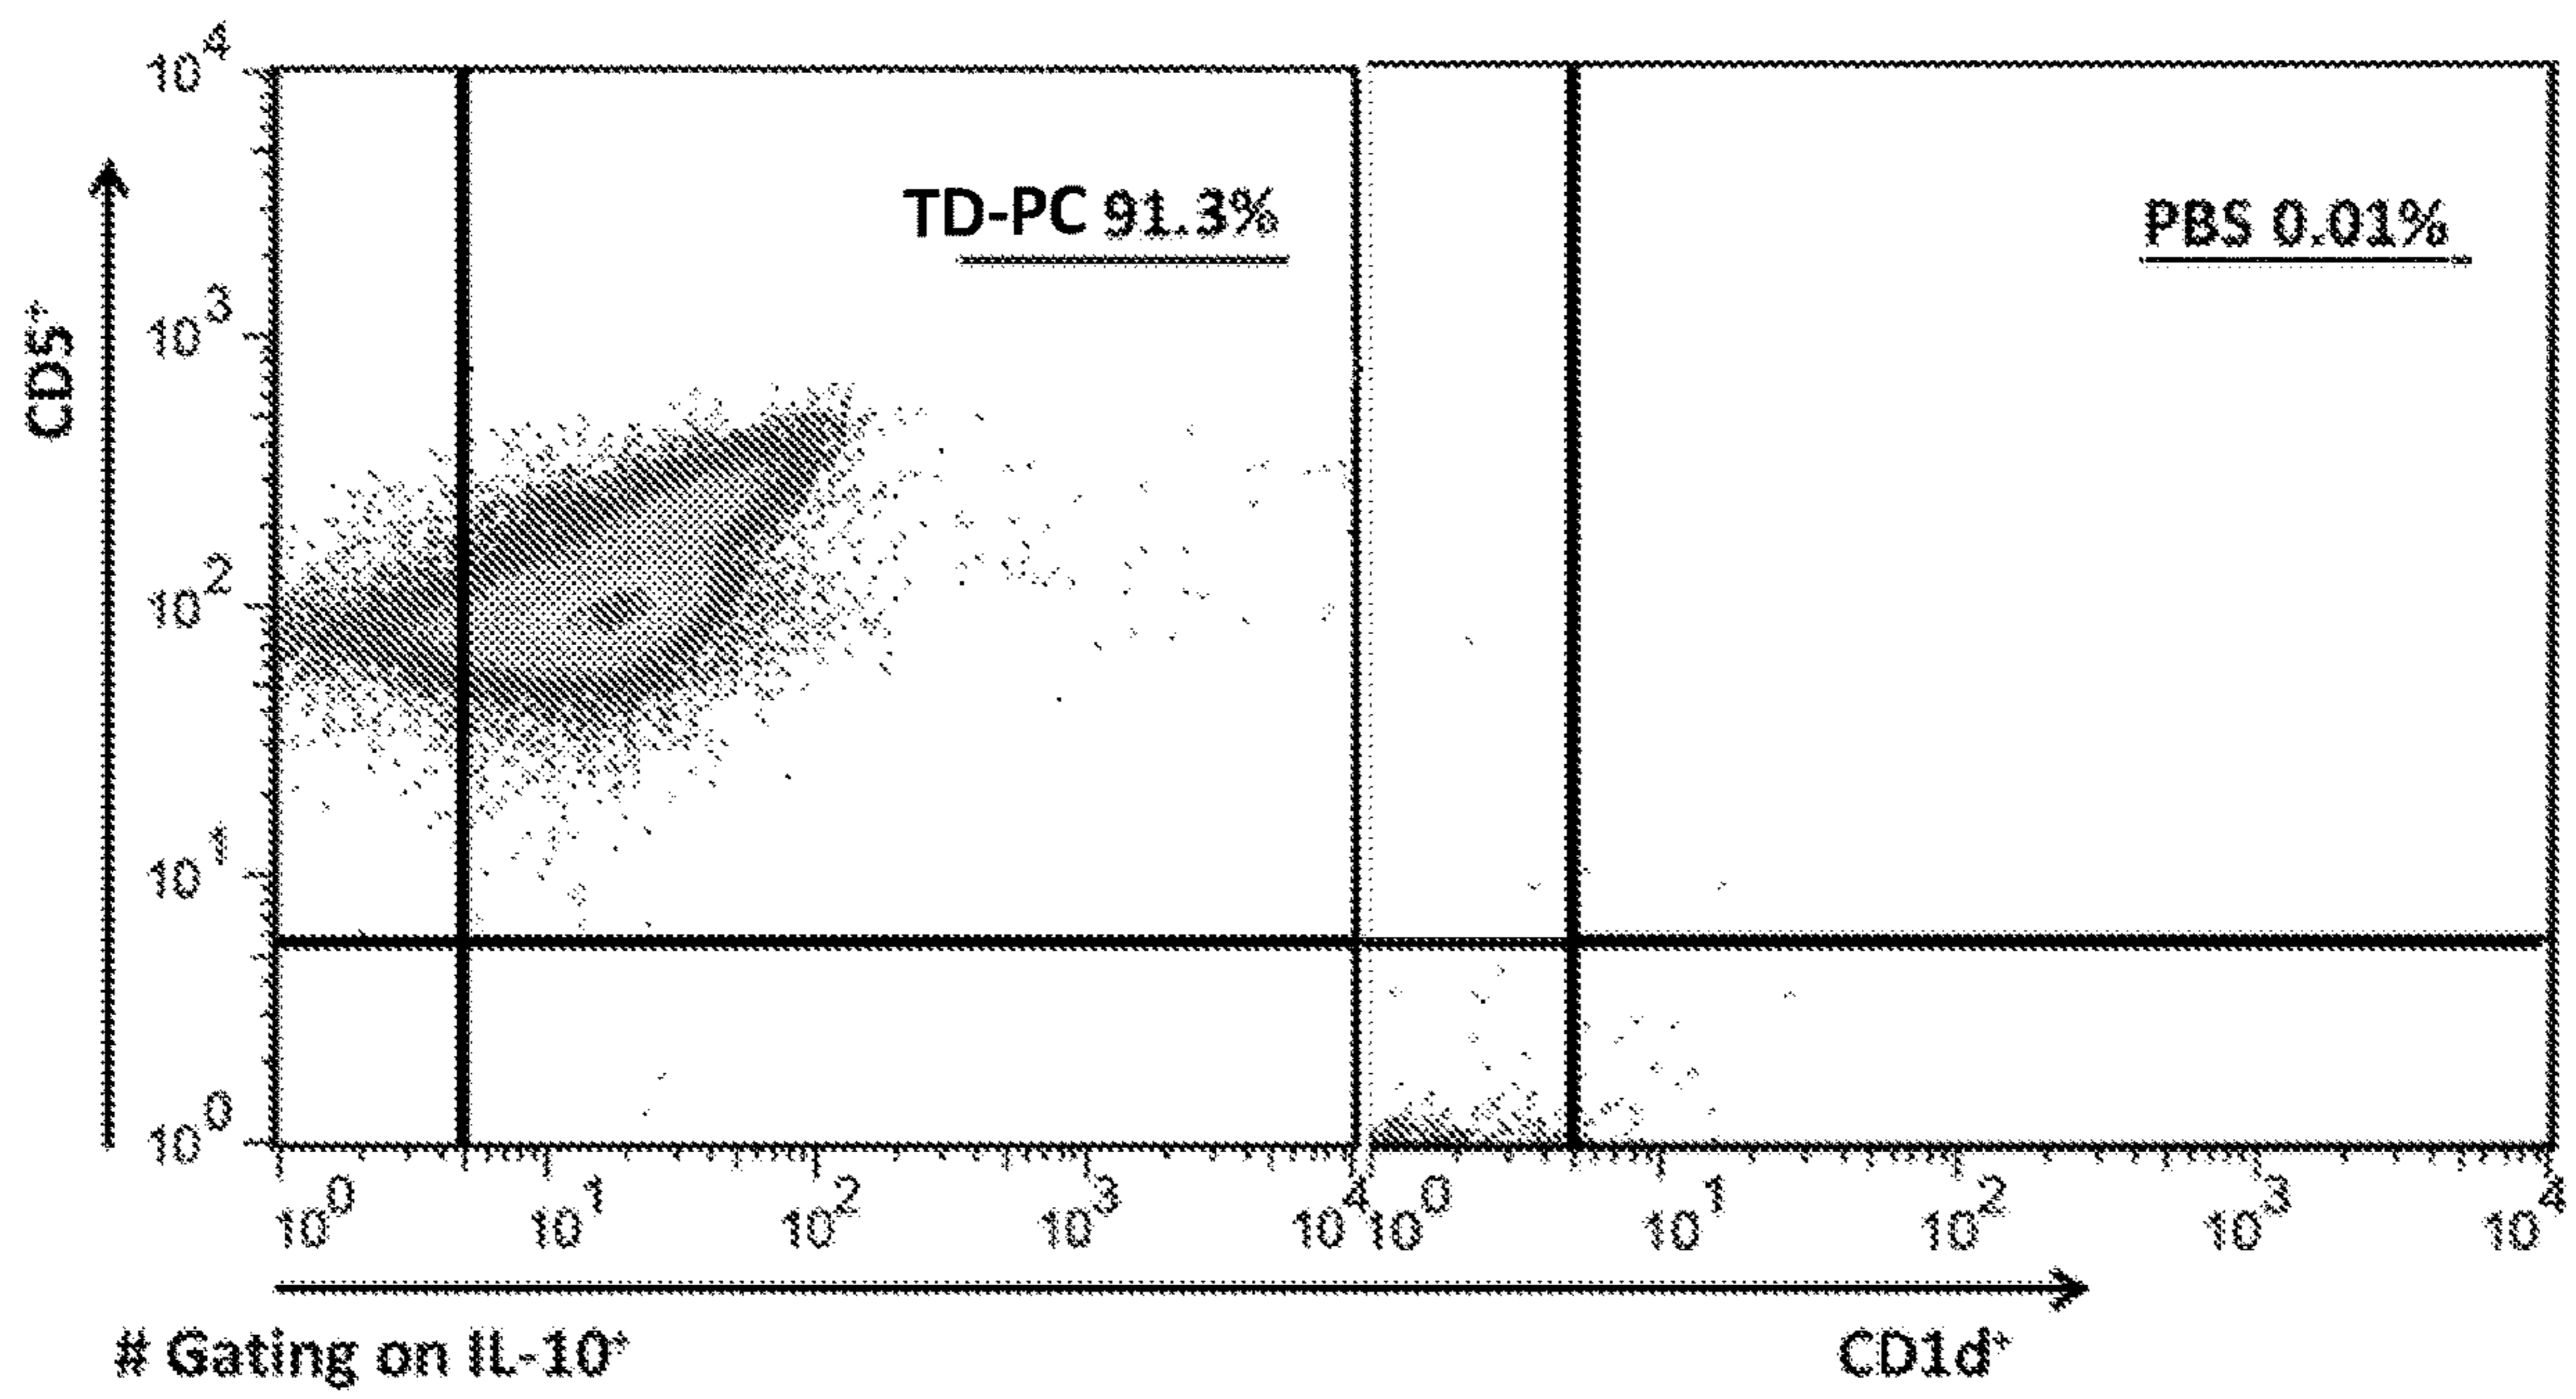 10⁴
TD-PC 91.3%
PBS 0.01%
10³
CD5⁺
10²
10¹
10⁰
10⁰ 10¹ 10² 10³ 10⁴ 10⁰ 10¹ 10² 10³ 10⁴
# Gating on IL-10⁺
CD1d⁺